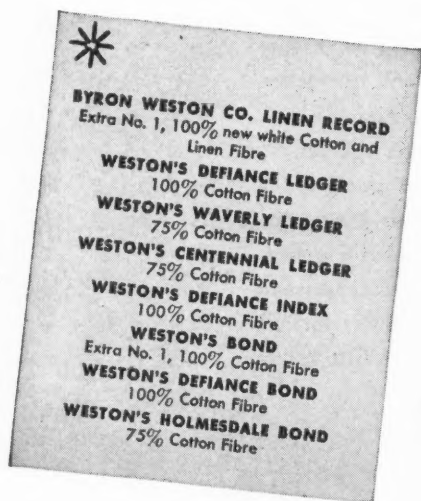 BYRON WESTON CO. LINEN RECORD
Extra No. 1, 100% new white Cotton and
Linen Fibre
WESTON'S DEFIANCE LEDGER
100% Cotton Fibre
WESTON'S WAVERLY LEDGER
75% Cotton Fibre
WESTON'S CENTENNIAL LEDGER
75% Cotton Fibre
WESTON'S DEFIANCE INDEX
100% Cotton Fibre
WESTON'S BOND
Extra No. 1, 100% Cotton Fibre
WESTON'S DEFIANCE BOND
100% Cotton Fibre
WESTON'S HOLMESDALE BOND
75% Cotton Fibre